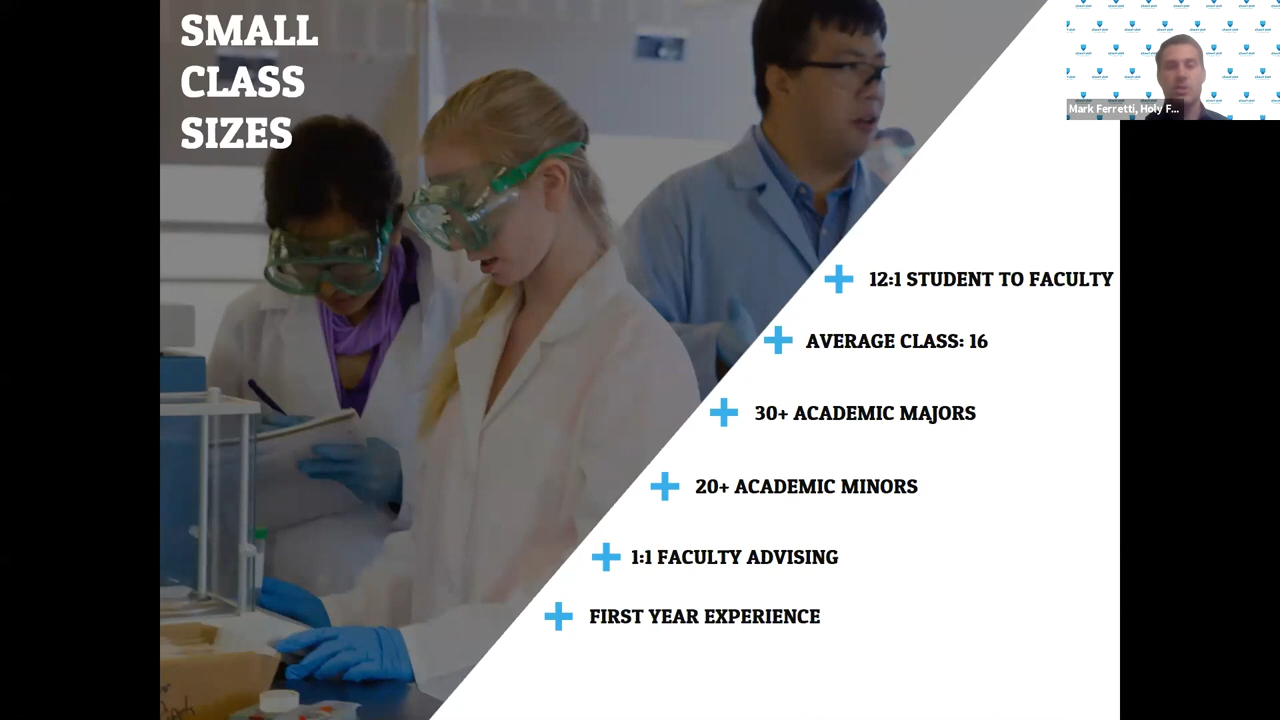 SMALL
CLASS
SIZES
Mark Ferretti, Holy F...
12:1 STUDENT TO FACULTY
AVERAGE CLASS: 16
30+ ACADEMIC MAJORS
20+ ACADEMIC MINORS
1:1 FACULTY ADVISING
FIRST YEAR EXPERIENCE